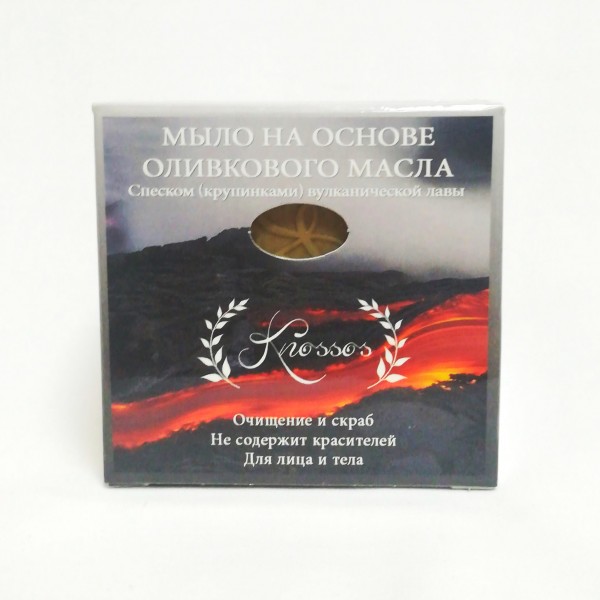 МЫЛО НА ОСНОВЕ
ОЛИВКОВОГО МАСЛА
Спеском (крупинками) вулканической лавы
Knossos
Очищение и скраб
Не содержит красителей
Для лица и тела